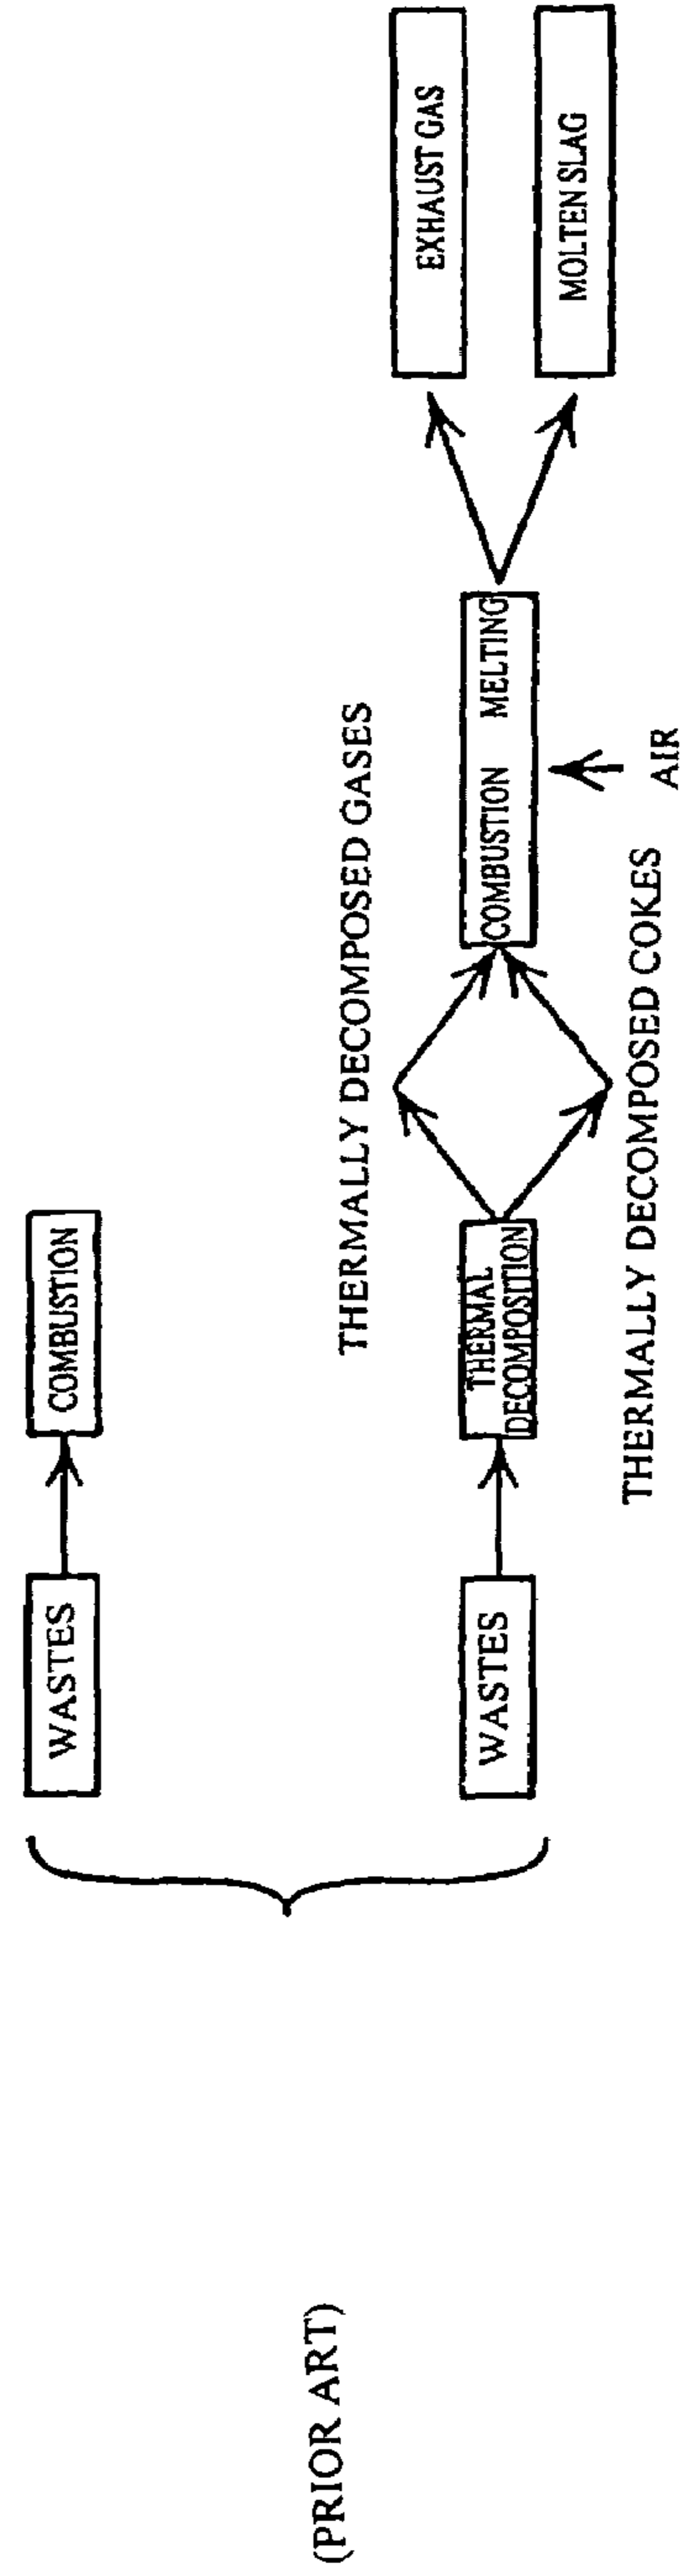 (PRIOR ART)
WASTES
COMBUSTION
WASTES
THERMAL
DECOMPOSITION
THERMALLY DECOMPOSED GASES
THERMALLY DECOMPOSED COKES
COMBUSTION MELTING
AIR
EXHAUST GAS
MOLTEN SLAG